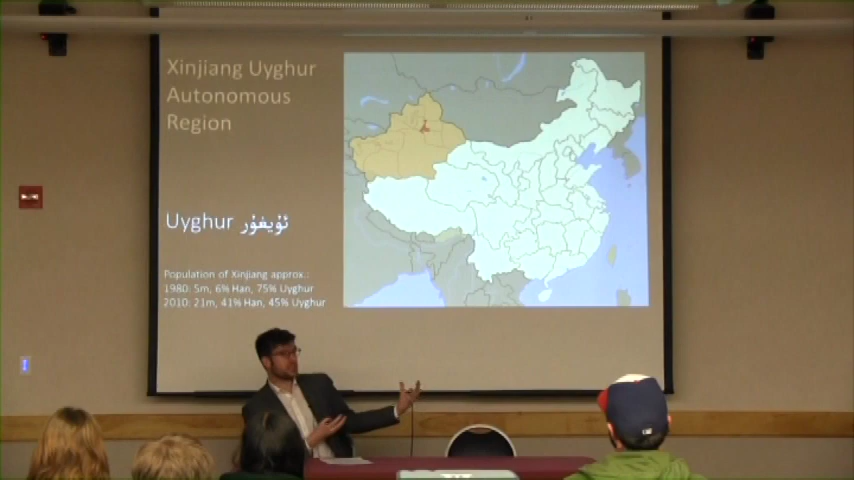 Xinjiang Uyghur
Autonomous
Region
Uyghur ئۇيغۇر
Population of Xinjiang approx.:
1980: 5m, 6% Han, 75% Uyghur
2010: 21m, 41% Han, 45% Uyghur